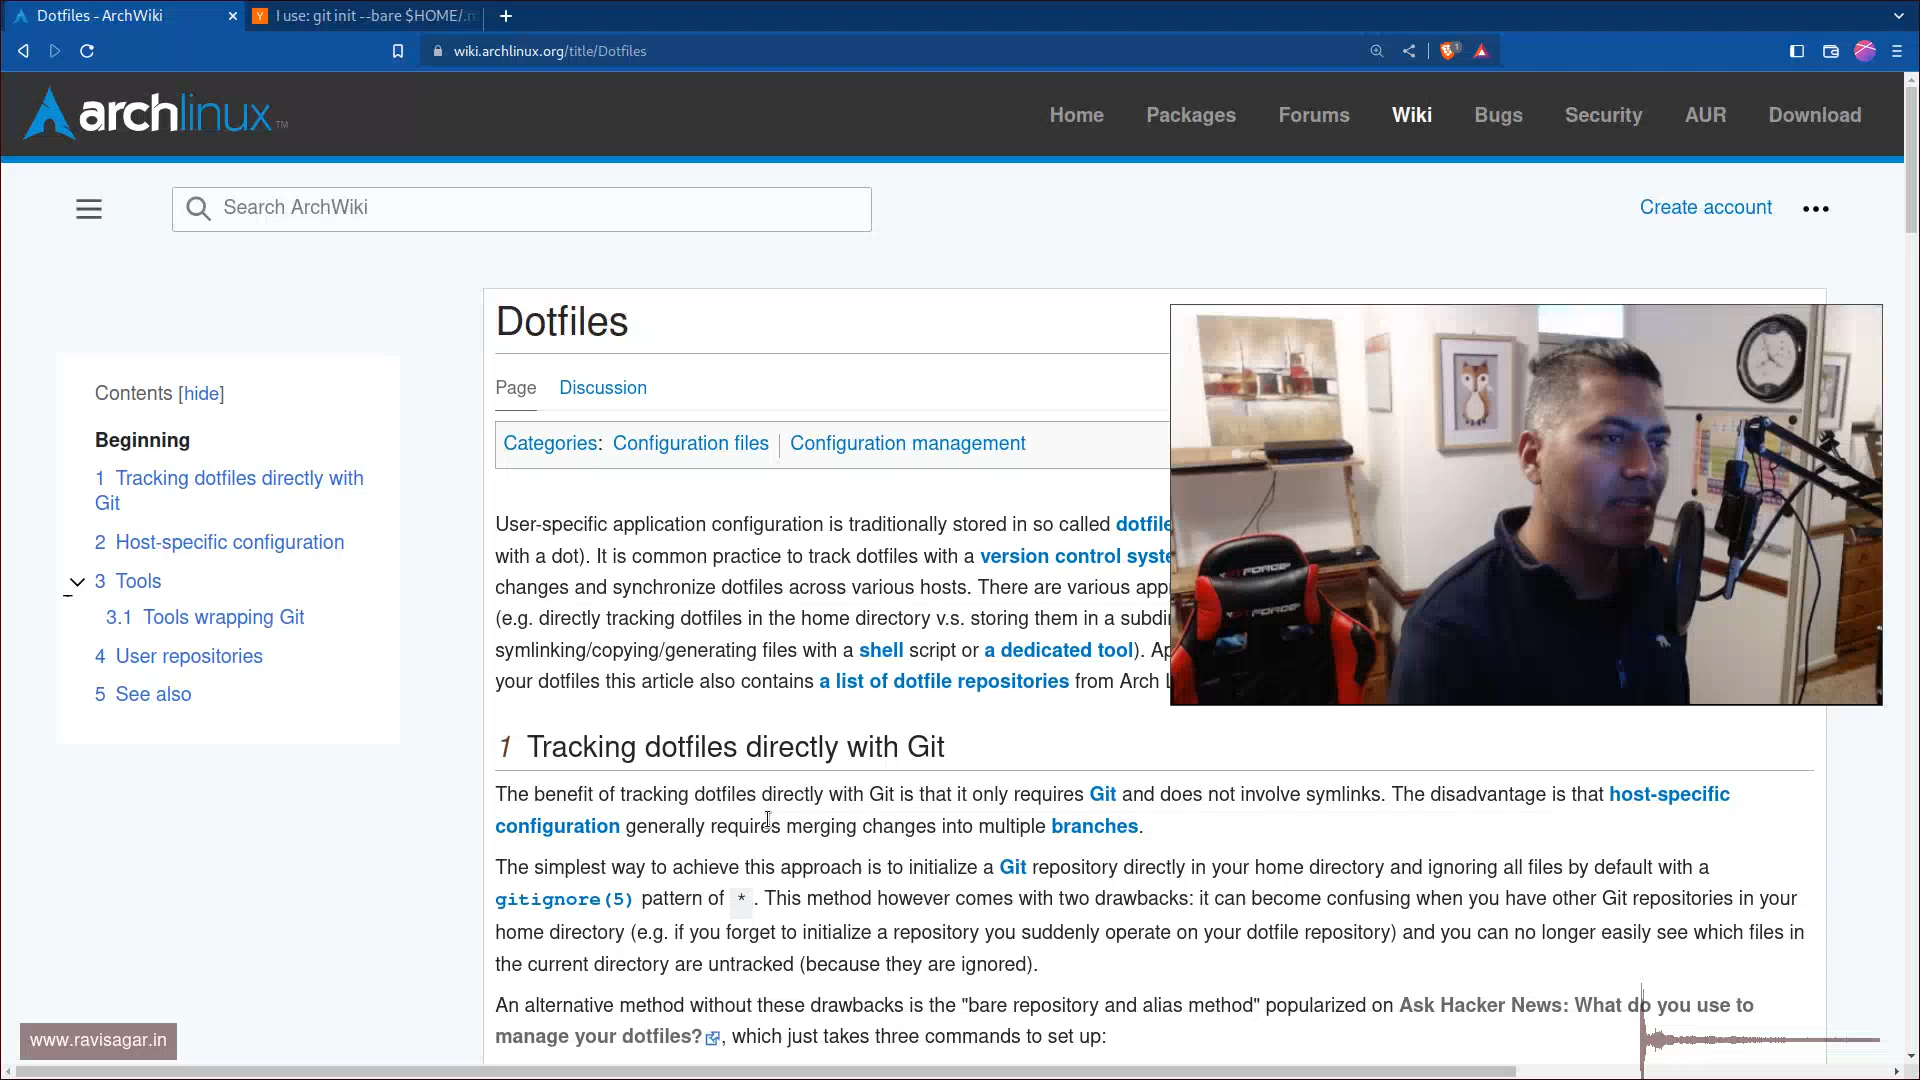 Dotfiles - ArchWiki
I use: git init --bare $HOME/.m
wiki.archlinux.org/title/Dotfiles
1
archlinux™
Home
Packages
Forums
Wiki
Bugs
Security
AUR
Download
Search ArchWiki
Create account
Contents [hide]
Beginning
1 Tracking dotfiles directly with
Git
2 Host-specific configuration
3 Tools
3.1 Tools wrapping Git
4 User repositories
5 See also
Dotfiles
Page
Discussion
Categories: Configuration files | Configuration management
User-specific application configuration is traditionally stored in so called dotfile
with a dot). It is common practice to track dotfiles with a version control syste
changes and synchronize dotfiles across various hosts. There are various app
(e.g. directly tracking dotfiles in the home directory v.s. storing them in a subdi
symlinking/copying/generating files with a shell script or a dedicated tool). Ap
your dotfiles this article also contains a list of dotfile repositories from Arch L
1 Tracking dotfiles directly with Git
The benefit of tracking dotfiles directly with Git is that it only requires Git and does not involve symlinks. The disadvantage is that host-specific
configuration generally requires merging changes into multiple branches.
The simplest way to achieve this approach is to initialize a Git repository directly in your home directory and ignoring all files by default with a
gitignore(5) pattern of *. This method however comes with two drawbacks: it can become confusing when you have other Git repositories in your
home directory (e.g. if you forget to initialize a repository you suddenly operate on your dotfile repository) and you can no longer easily see which files in
the current directory are untracked (because they are ignored).
An alternative method without these drawbacks is the "bare repository and alias method" popularized on Ask Hacker News: What do you use to
manage your dotfiles?, which just takes three commands to set up:
www.ravisagar.in